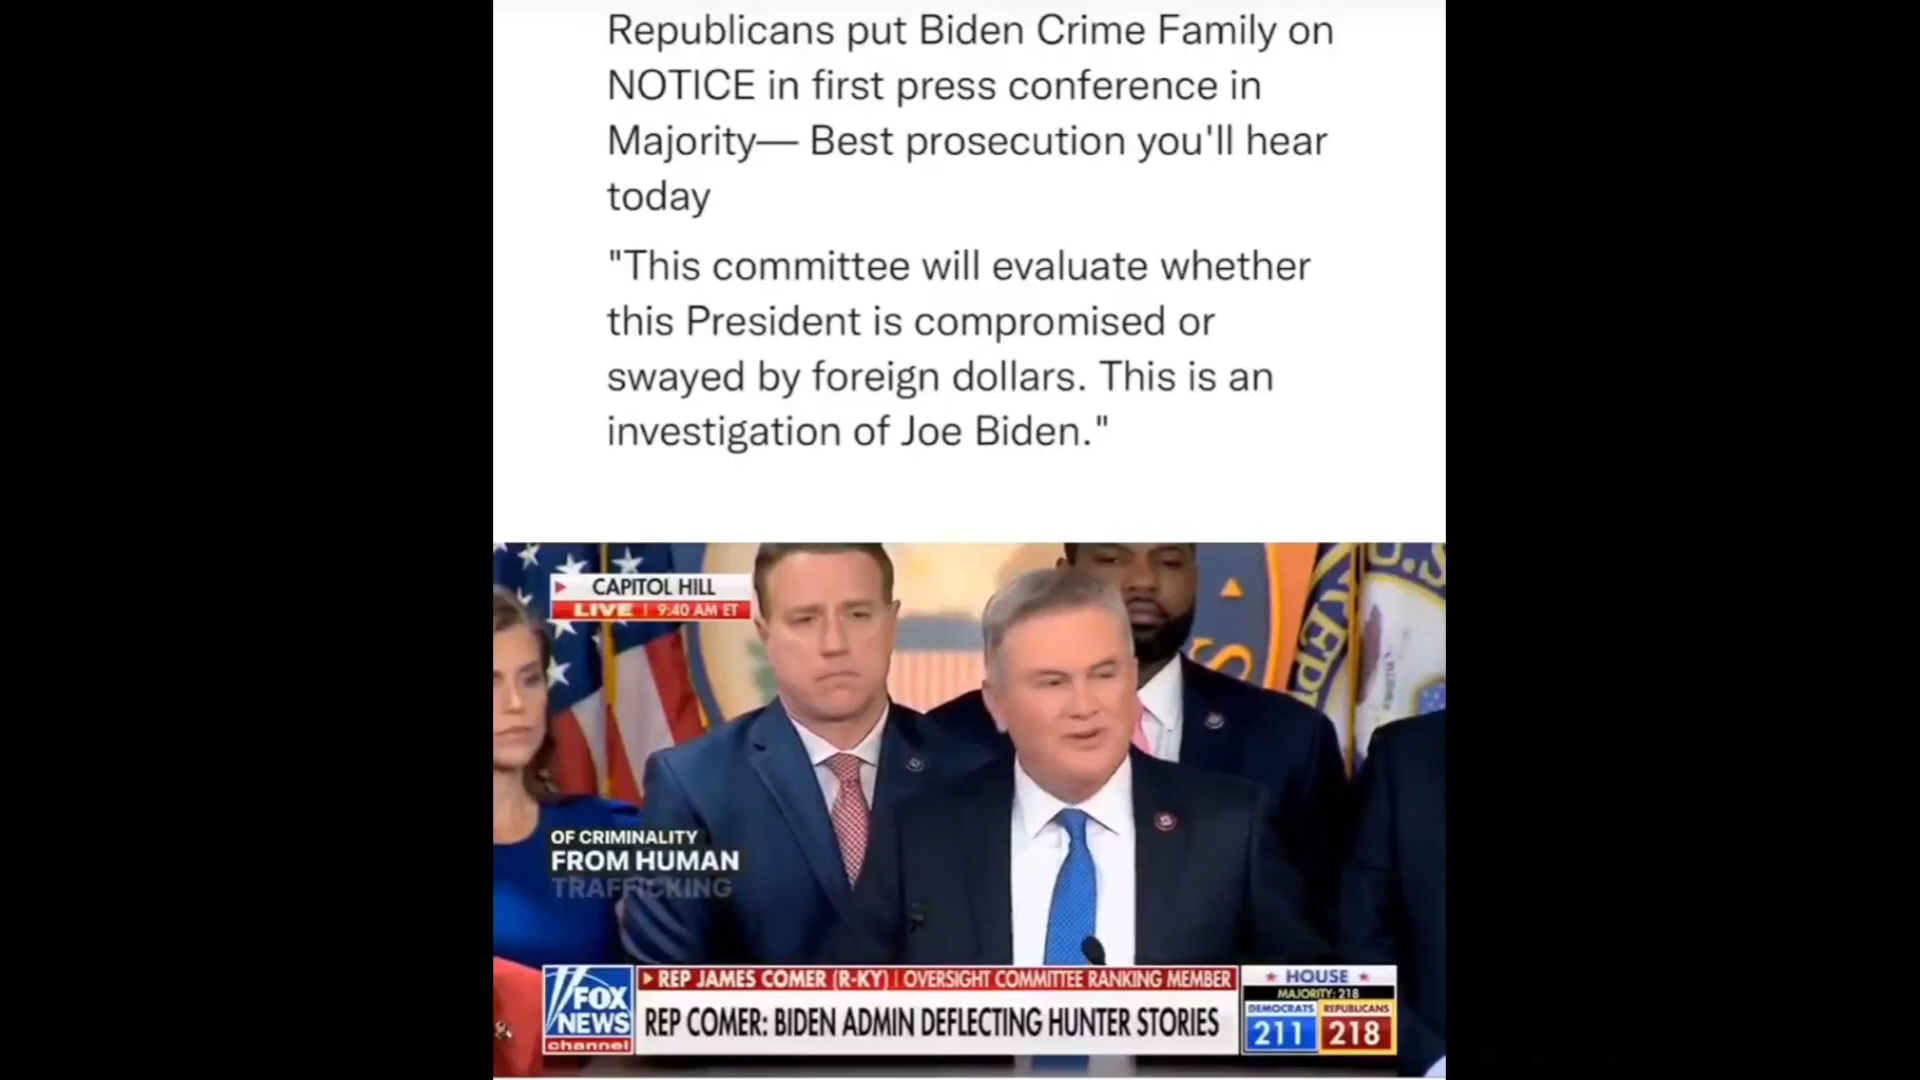 Republicans put Biden Crime Family on
NOTICE in first press conference in
Majority— Best prosecution you'll hear
today
"This committee will evaluate whether
this President is compromised or
swayed by foreign dollars. This is an
investigation of Joe Biden."
CAPITOL HILL
LIVE | 9:40 AM ET
U.S.
REP
S
OF CRIMINALITY
FROM HUMAN
TRAFFICKING
FOX
NEWS
channel
REP JAMES COMER (R-KY) | OVERSIGHT COMMITTEE RANKING MEMBER
REP COMER: BIDEN ADMIN DEFLECTING HUNTER STORIES
HOUSE
MAJORITY: 218
DEMOCRATS REPUBLICANS
211 218